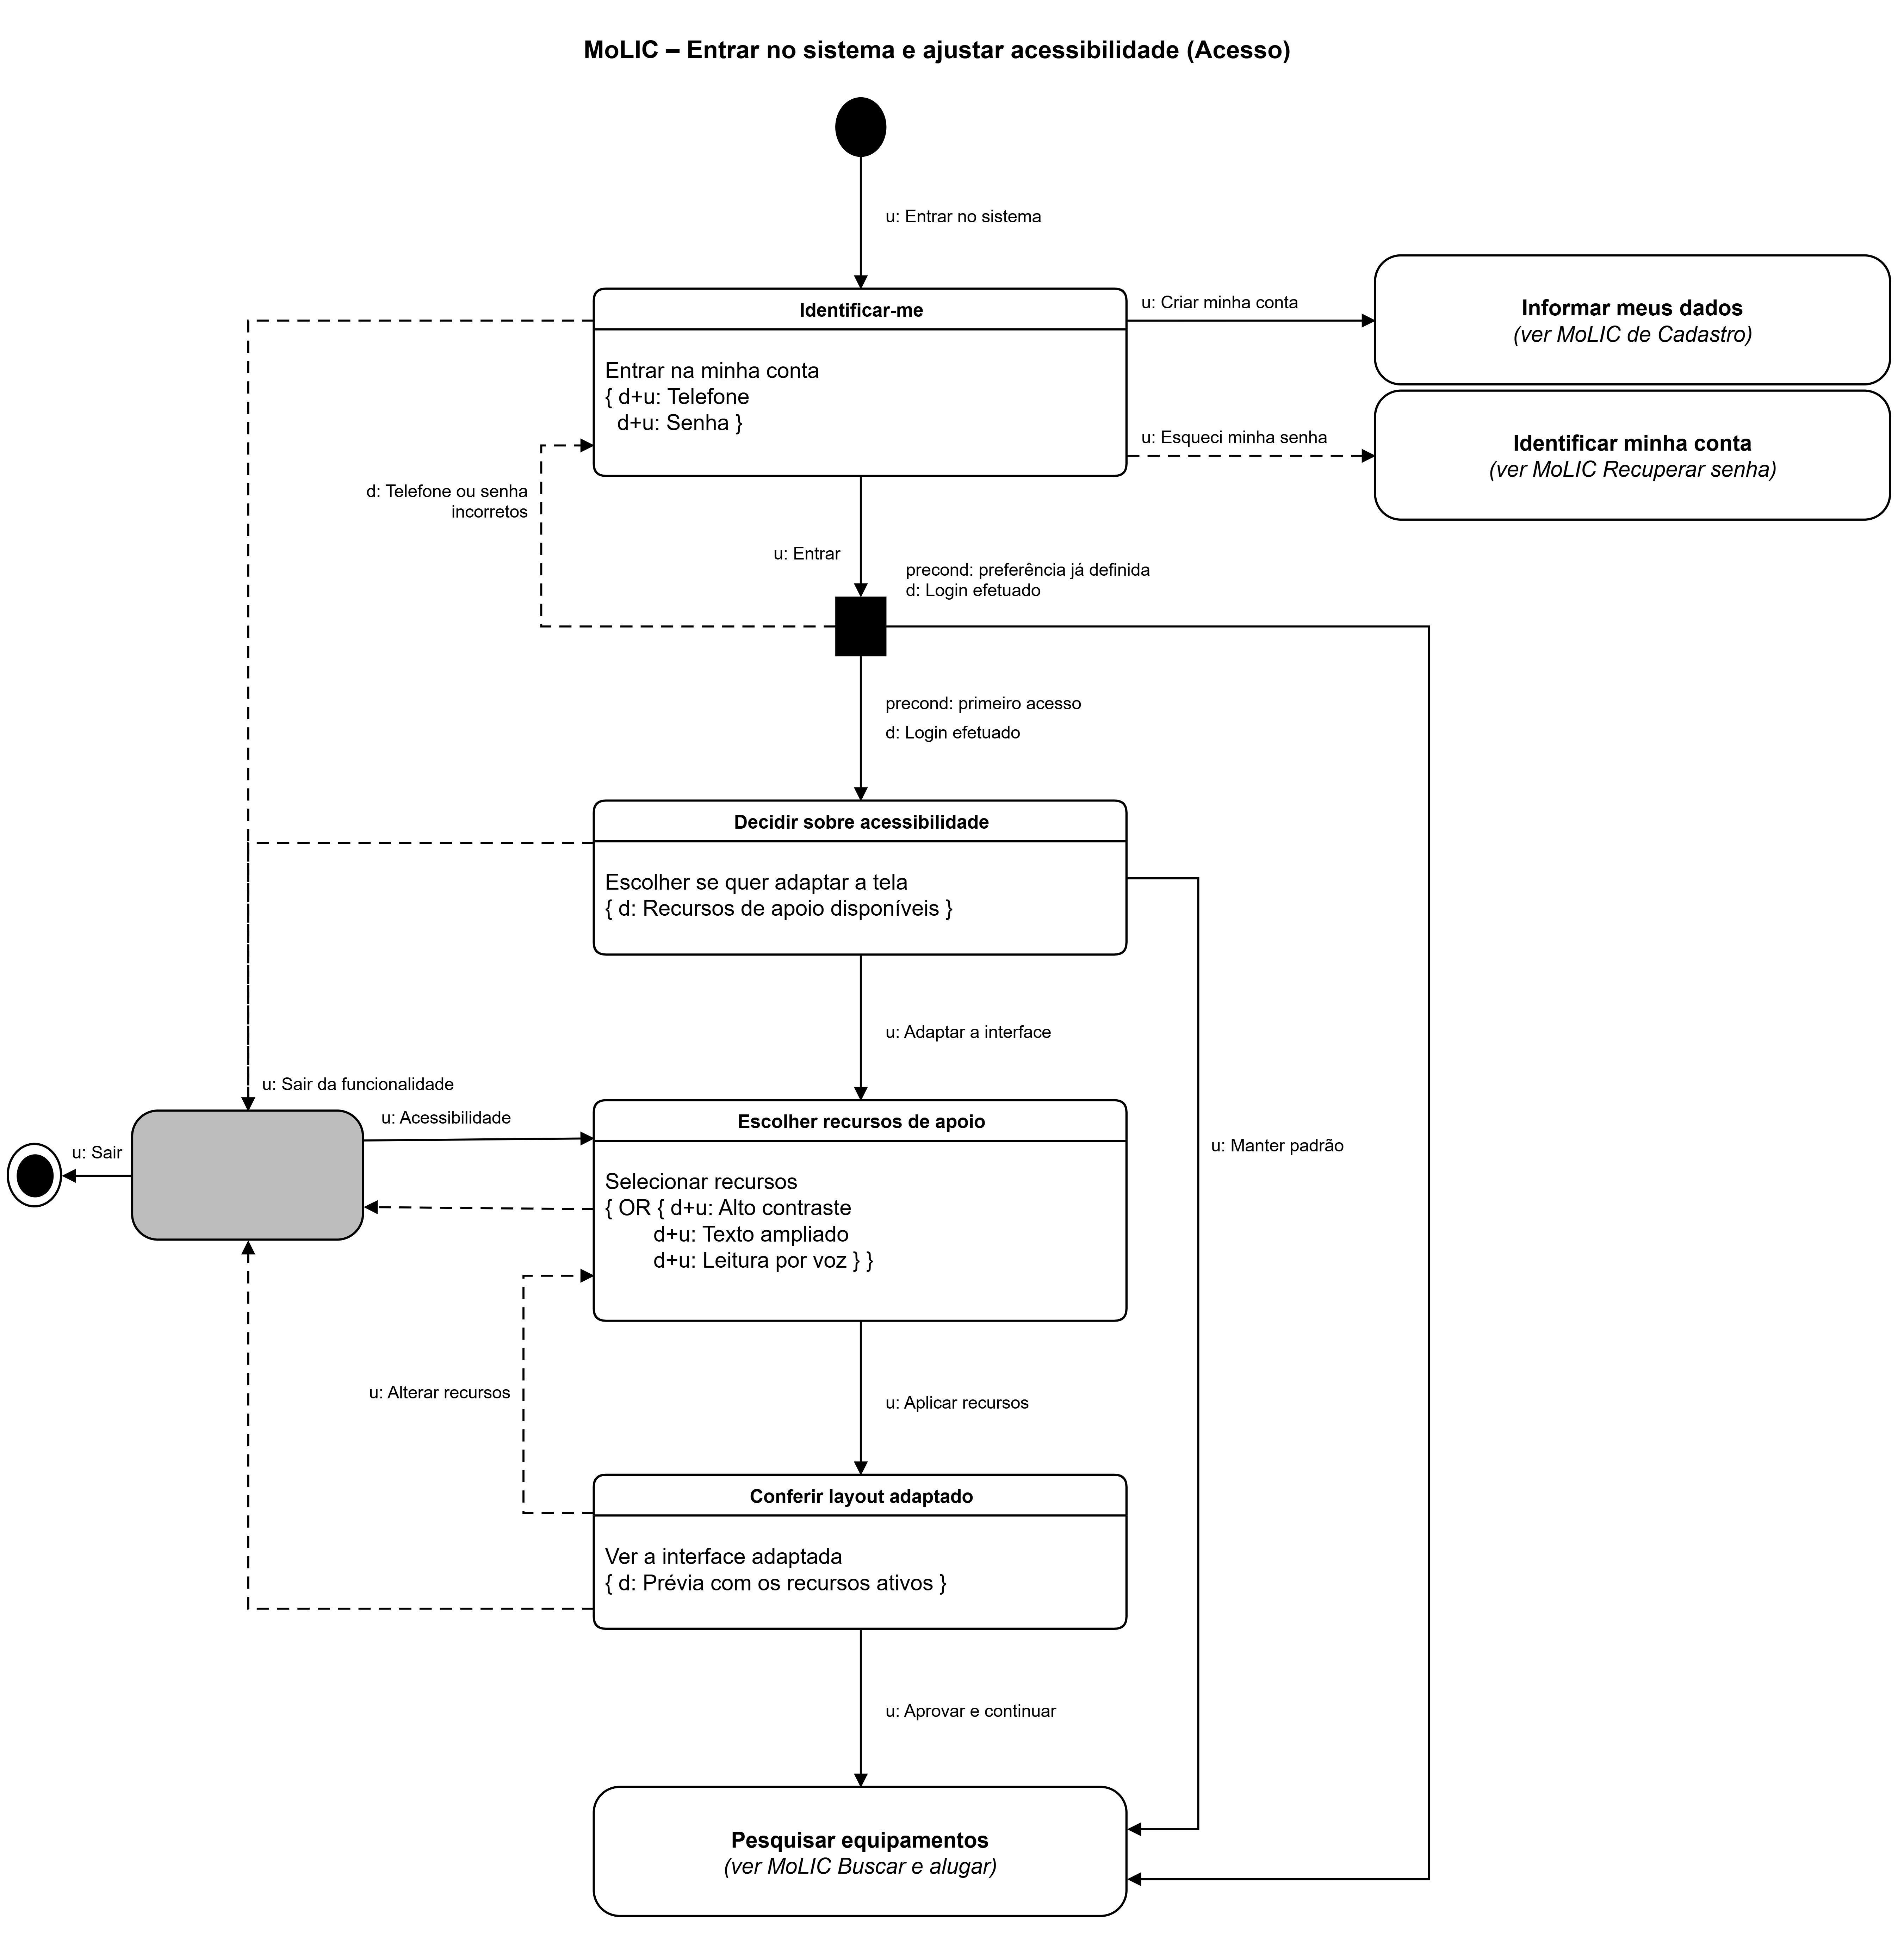 MoLIC – Entrar no sistema e ajustar acessibilidade (Acesso)
u: Entrar no sistema
Identificar-me
Entrar na minha conta
{ d+u: Telefone
d+u: Senha }
u: Criar minha conta
Informar meus dados
(ver MoLIC de Cadastro)
u: Esqueci minha senha
Identificar minha conta
(ver MoLIC Recuperar senha)
d: Telefone ou senha
incorretos
u: Entrar
precond: preferência já definida
d: Login efetuado
precond: primeiro acesso
d: Login efetuado
Decidir sobre acessibilidade
Escolher se quer adaptar a tela
{ d: Recursos de apoio disponíveis }
u: Adaptar a interface
u: Sair da funcionalidade
u: Acessibilidade
u: Sair
Escolher recursos de apoio
Selecionar recursos
{ OR { d+u: Alto contraste
d+u: Texto ampliado
d+u: Leitura por voz } }
u: Manter padrão
u: Alterar recursos
u: Aplicar recursos
Conferir layout adaptado
Ver a interface adaptada
{ d: Prévia com os recursos ativos }
u: Aprovar e continuar
Pesquisar equipamentos
(ver MoLIC Buscar e alugar)